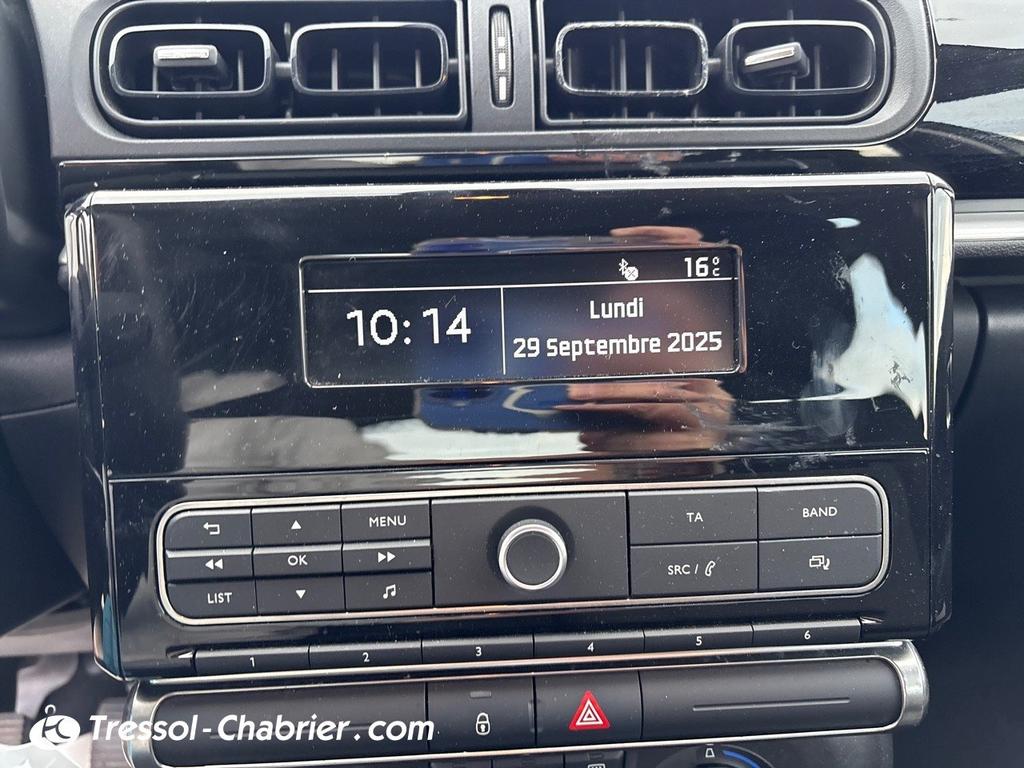 16°C
10:14
Lundi
29 Septembre 2025
MENU
TA
BAND
OK
SRC /
LIST
1 2 3 4 5 6
Tressol-Chabrier.com